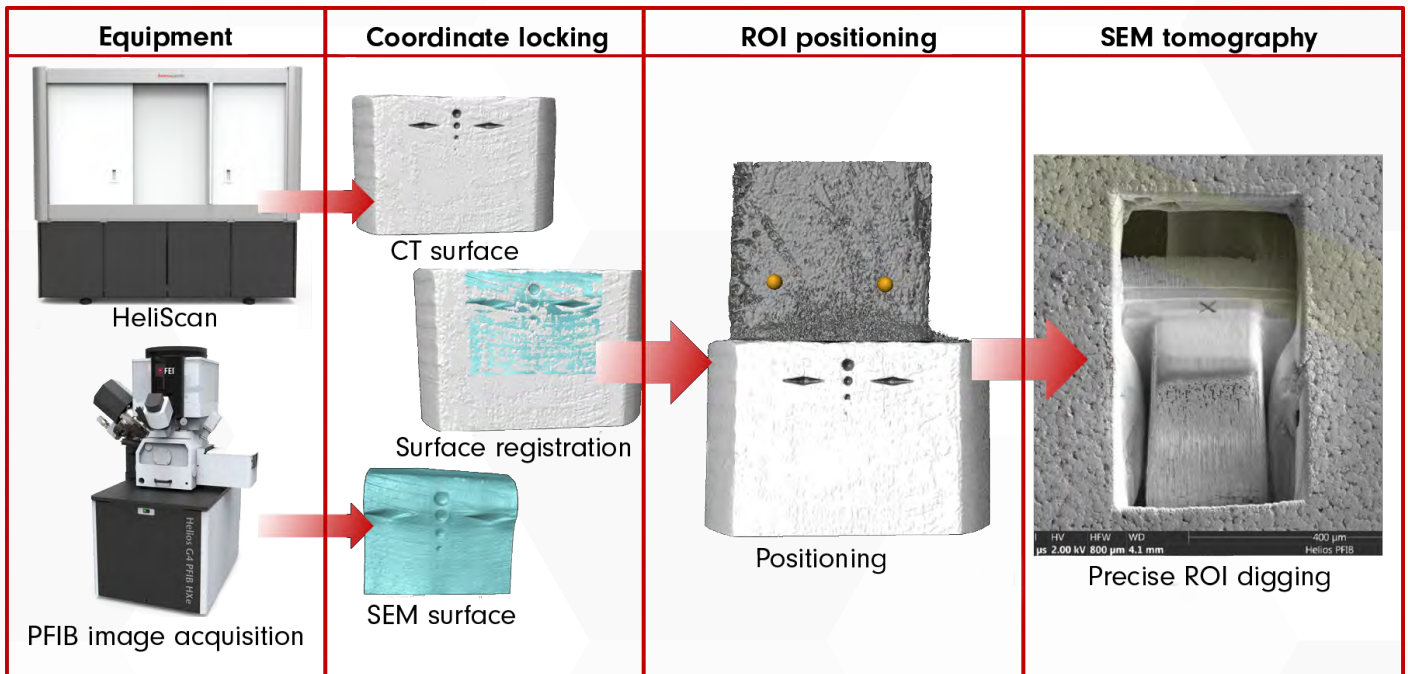 Equipment
Coordinate locking
ROI positioning
SEM tomography
HeliScan
CT surface
Surface registration
Positioning
FEI
Helios G4 PFIB HXe
PFIB image acquisition
SEM surface
HV HFW WD 400 µm
µs 2.00 kV 800 µm 4.1 mm Helios PFIB
Precise ROI digging